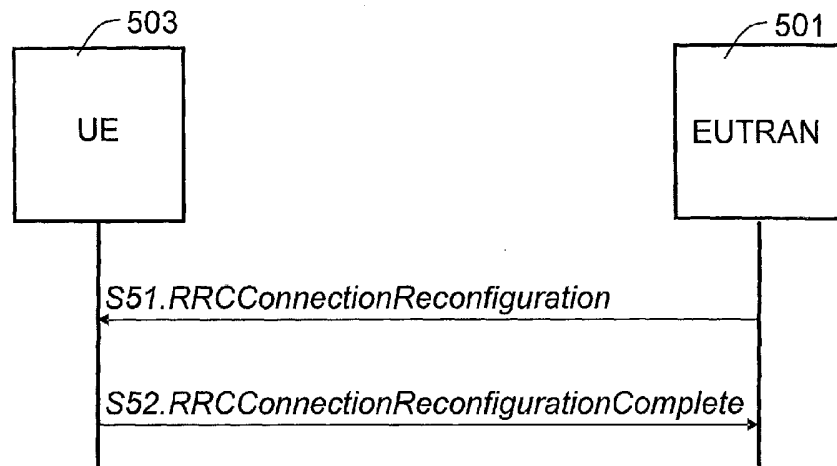 503
501
UE
EUTRAN
S51.RRCConnectionReconfiguration
S52.RRCConnectionReconfigurationComplete